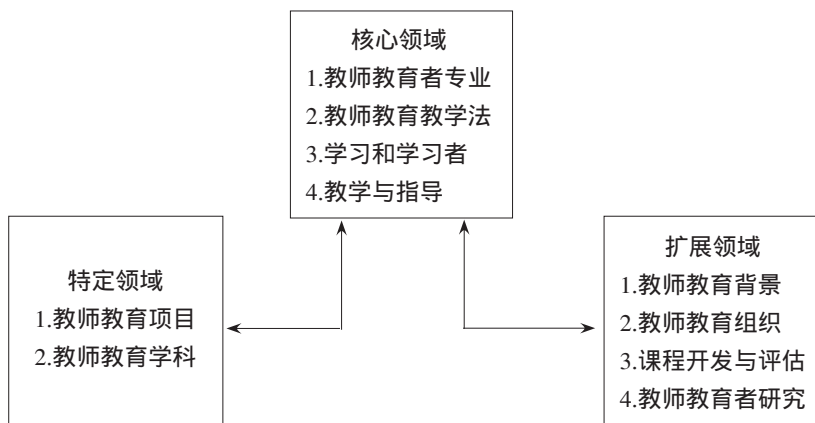 核心领域
1.教师教育者专业
2.教师教育教学法
3.学习和学习者
4.教学与指导
特定领域
1.教师教育项目
2.教师教育学科
扩展领域
1.教师教育背景
2.教师教育组织
3.课程开发与评估
4.教师教育者研究